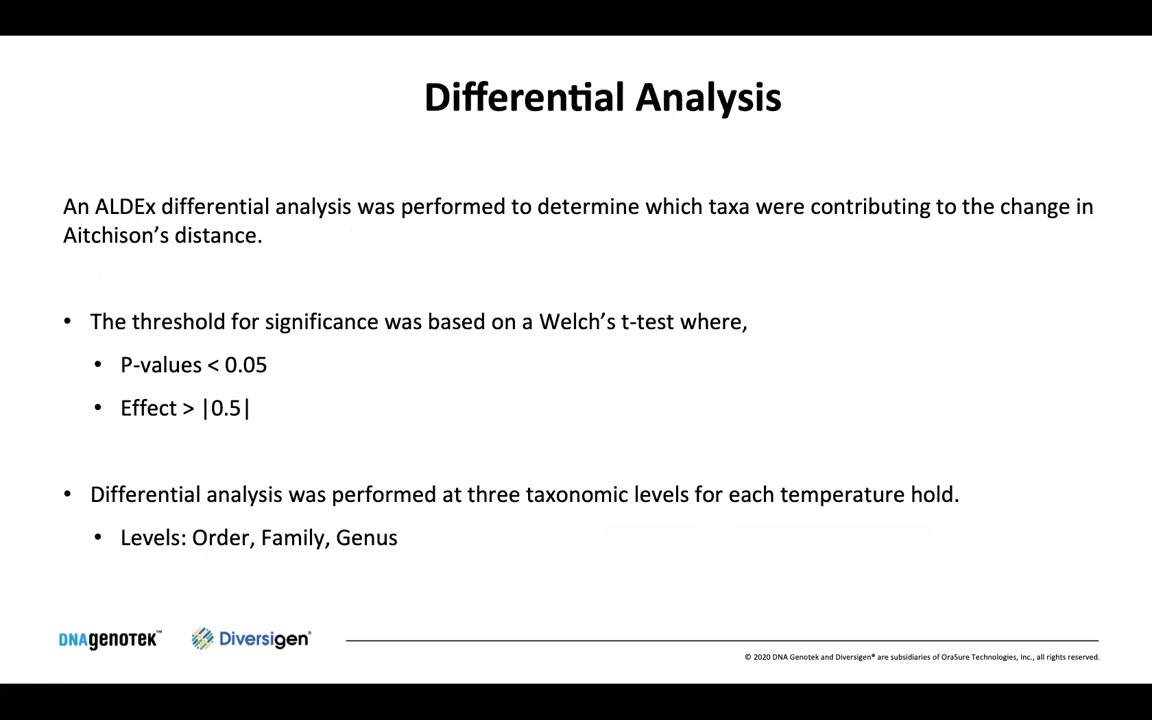 Differential Analysis
An ALDEx differential analysis was performed to determine which taxa were contributing to the change in
Aitchison’s distance.
• The threshold for significance was based on a Welch’s t-test where,
• P-values < 0.05
• Effect > |0.5|
• Differential analysis was performed at three taxonomic levels for each temperature hold.
• Levels: Order, Family, Genus
DNAgenotek™ Diversigen®
© 2020 DNA Genotek and Diversigen® are subsidiaries of OraSure Technologies, Inc., all rights reserved.